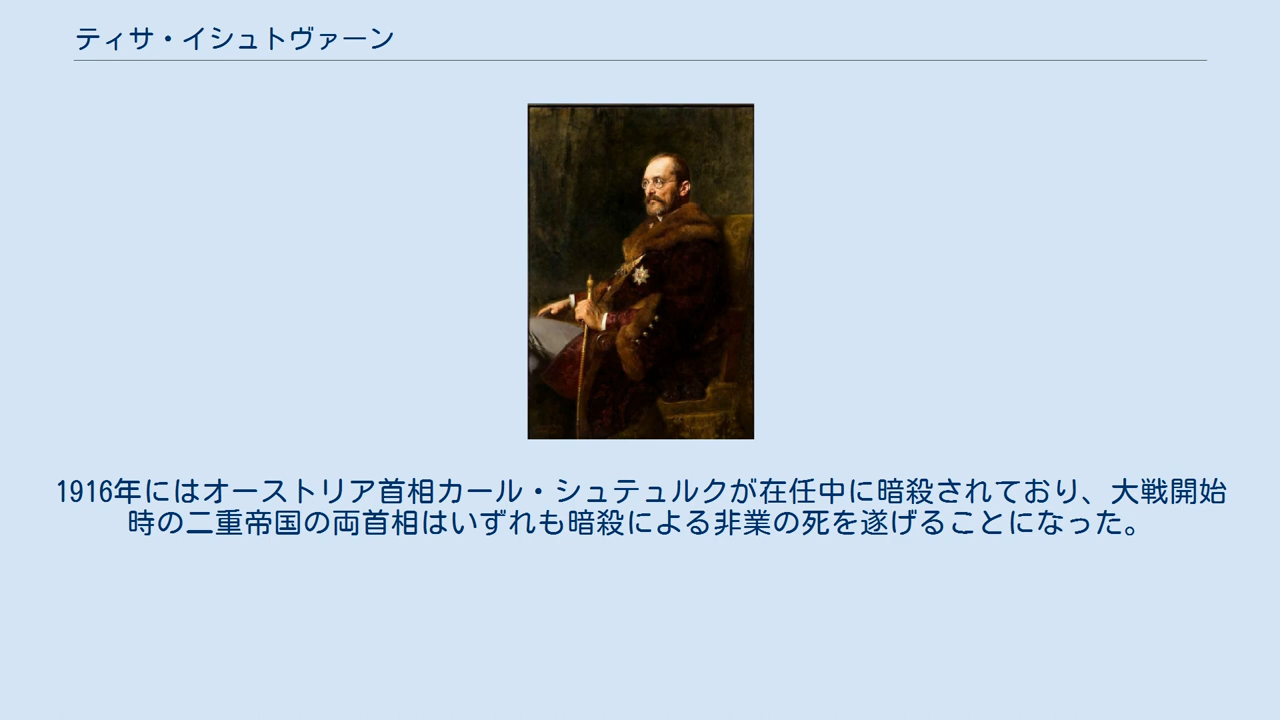 ティサ・イシュトヴァーン
1916年にはオーストリア首相カール・シュテュルクが在任中に暗殺されており、大戦開始
時の二重帝国の両首相はいずれも暗殺による非業の死を遂げることになった。